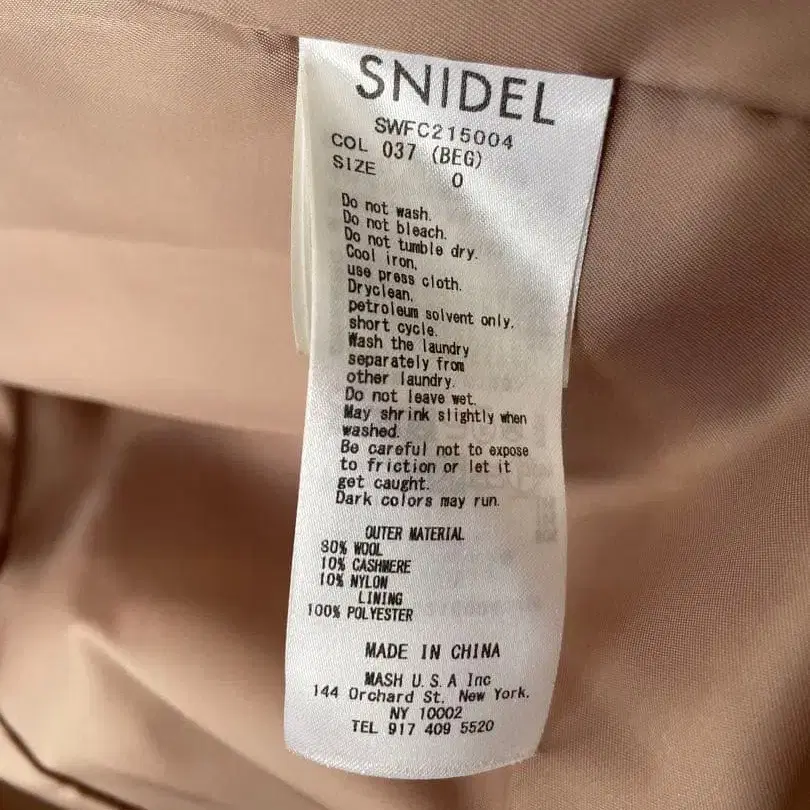 SNIDEL
SWFC215004
COL 037 (BEG)
SIZE 0
Do not wash.
Do not bleach.
Do not tumble dry.
Cool iron,
use press cloth.
Dryclean,
petroleum solvent only.
short cycle.
Wash the laundry
separately from
other laundry.
Do not leave wet.
May shrink slightly when
washed.
Be careful not to expose
to friction or let it
get caught.
Dark colors may run.
OUTER MATERIAL
80% WOOL
10% CASHMERE
10% NYLON
LINING
100% POLYESTER
MADE IN CHINA
MASH U.S.A Inc
144 Orchard St, New York.
NY 10002
TEL 917 409 5520